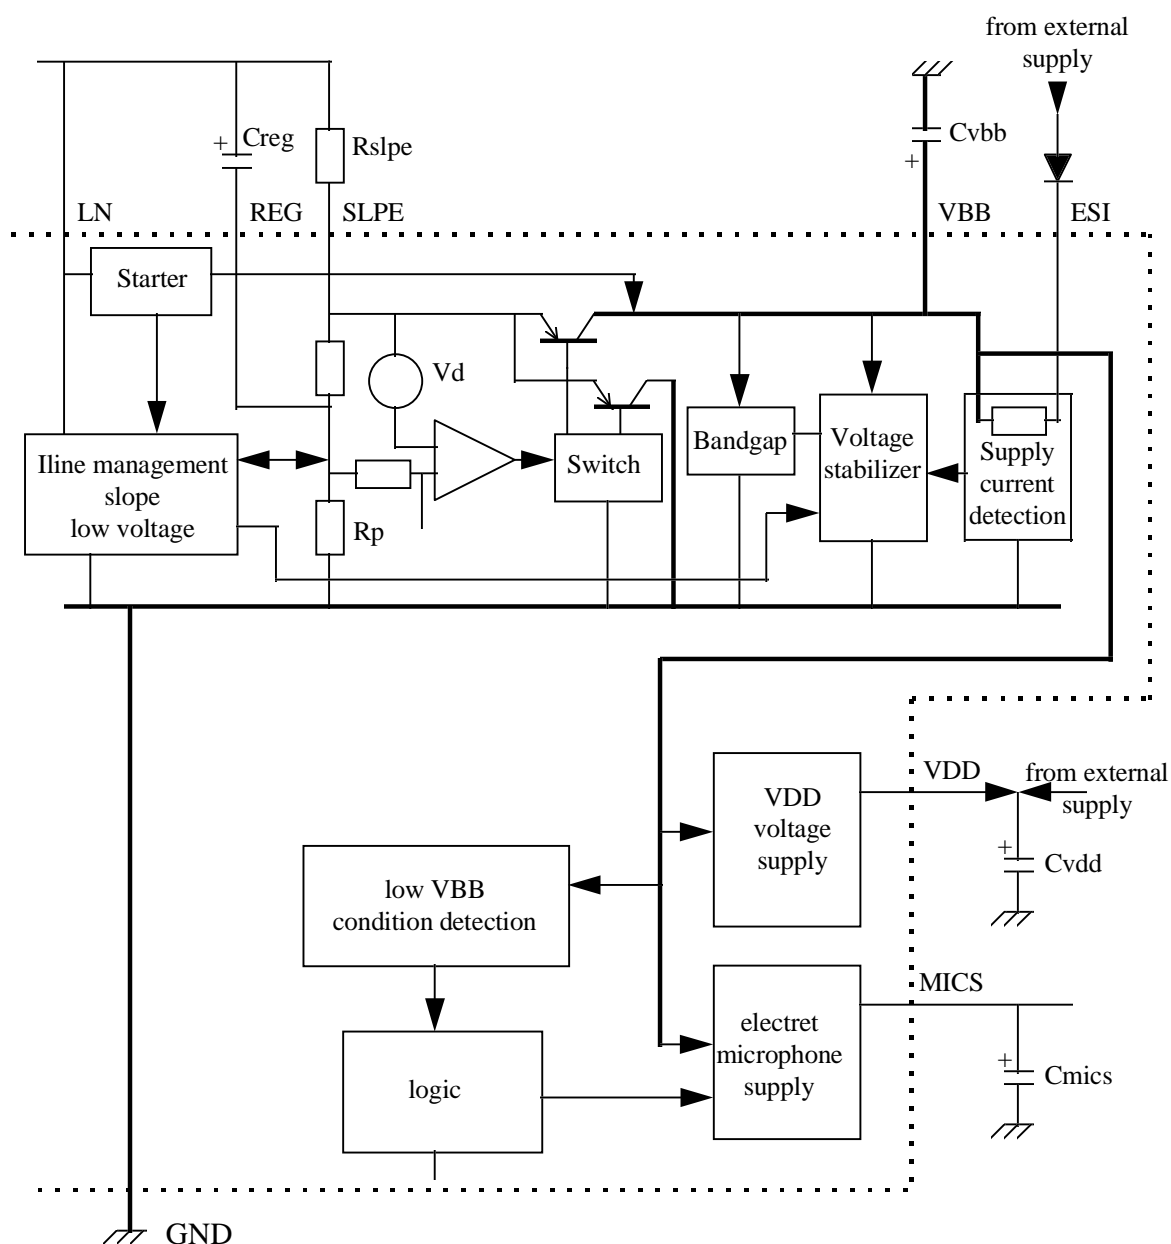 from external
supply
+
Creg
Rslpe
Cvbb
+
LN
REG
SLPE
VBB
ESI
Starter
Vd
Iline management
slope
low voltage
Rp
Switch
Bandgap
Voltage
stabilizer
Supply
current
detection
VDD
voltage
supply
VDD
from external
supply
+
Cvdd
low VBB
condition detection
MICS
electret
microphone
supply
+
Cmics
logic
GND